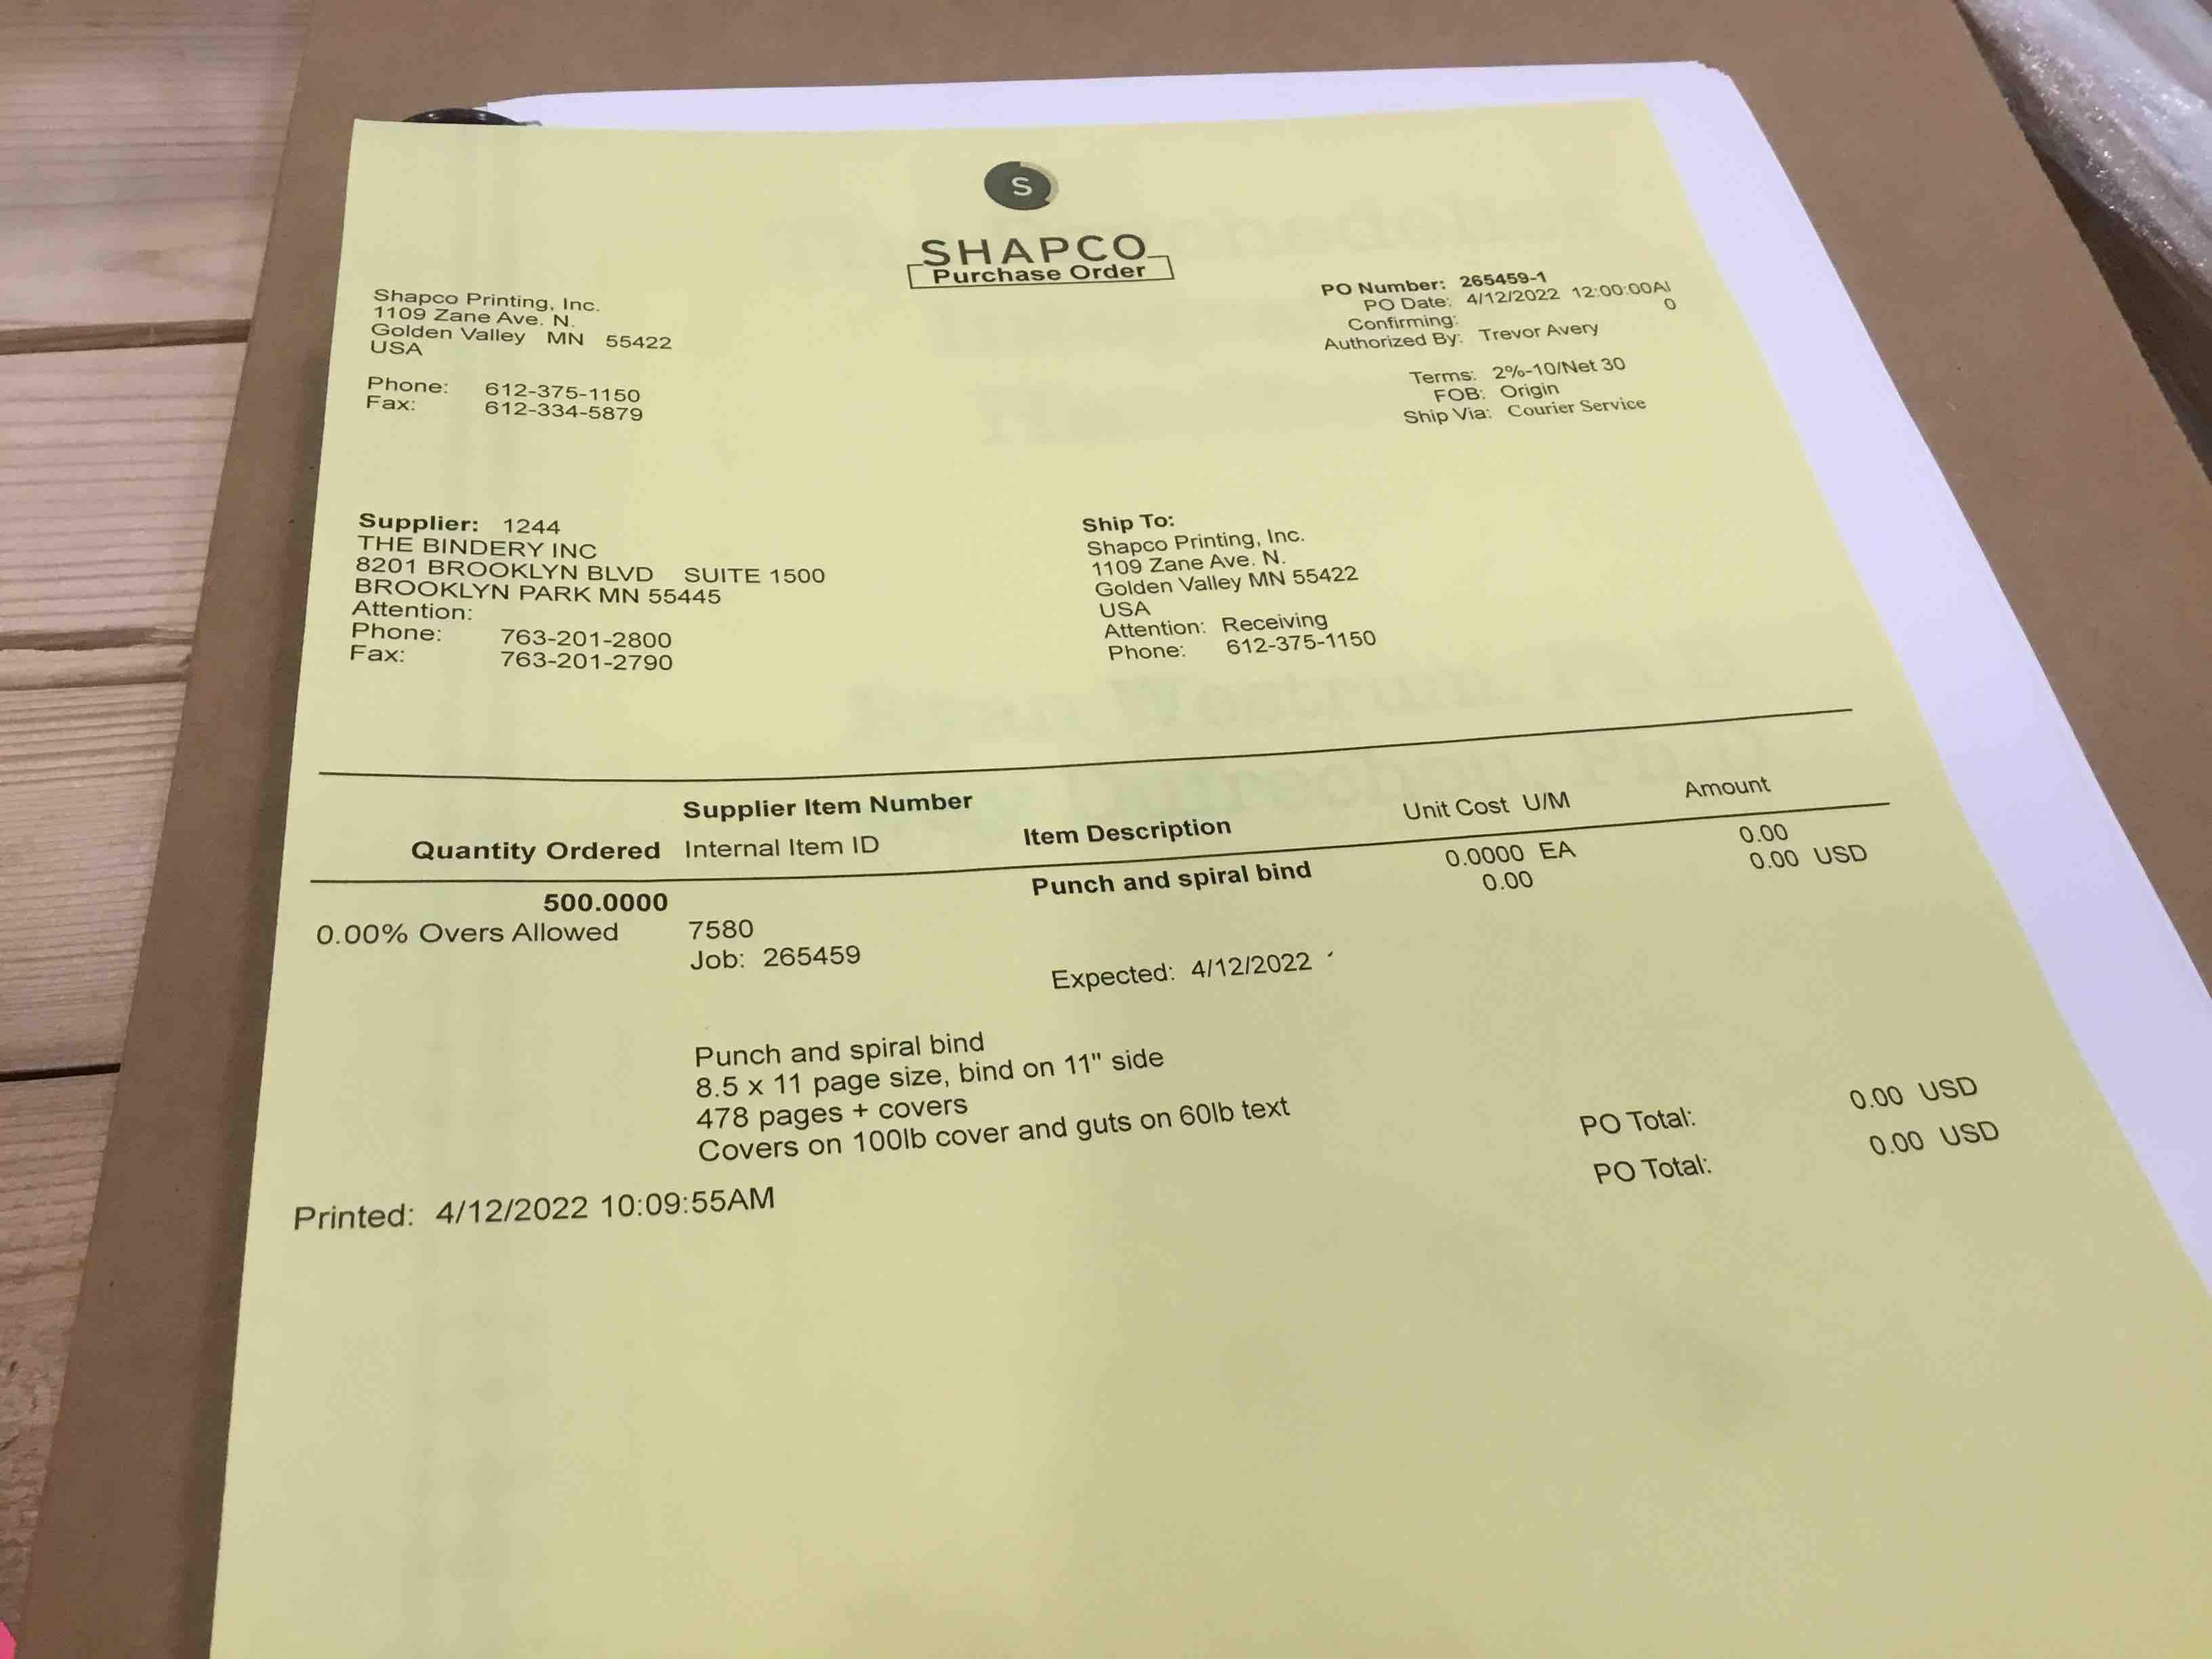 S
SHAPCO
Purchase Order
Shapco Printing, Inc.
1109 Zane Ave. N.
Golden Valley MN 55422
USA
Phone: 612-375-1150
Fax: 612-334-5879
PO Number: 265459-1
PO Date: 4/12/2022 12:00:00AM
0
Confirming:
Authorized By: Trevor Avery
Terms: 2%-10/Net 30
FOB: Origin
Ship Via: Courier Service
Supplier: 1244
THE BINDERY INC
8201 BROOKLYN BLVD SUITE 1500
BROOKLYN PARK MN 55445
Attention:
Phone: 763-201-2800
Fax: 763-201-2790
Ship To:
Shapco Printing, Inc.
1109 Zane Ave. N.
Golden Valley MN 55422
USA
Attention: Receiving
Phone: 612-375-1150
Supplier Item Number
Quantity Ordered Internal Item ID Item Description Unit Cost U/M Amount
500.0000 Punch and spiral bind 0.0000 EA 0.00
0.00 0.00 USD
0.00% Overs Allowed 7580
Job: 265459 Expected: 4/12/2022
Punch and spiral bind
8.5 x 11 page size, bind on 11" side
478 pages + covers
Covers on 100lb cover and guts on 60lb text
PO Total: 0.00 USD
PO Total: 0.00 USD
Printed: 4/12/2022 10:09:55AM